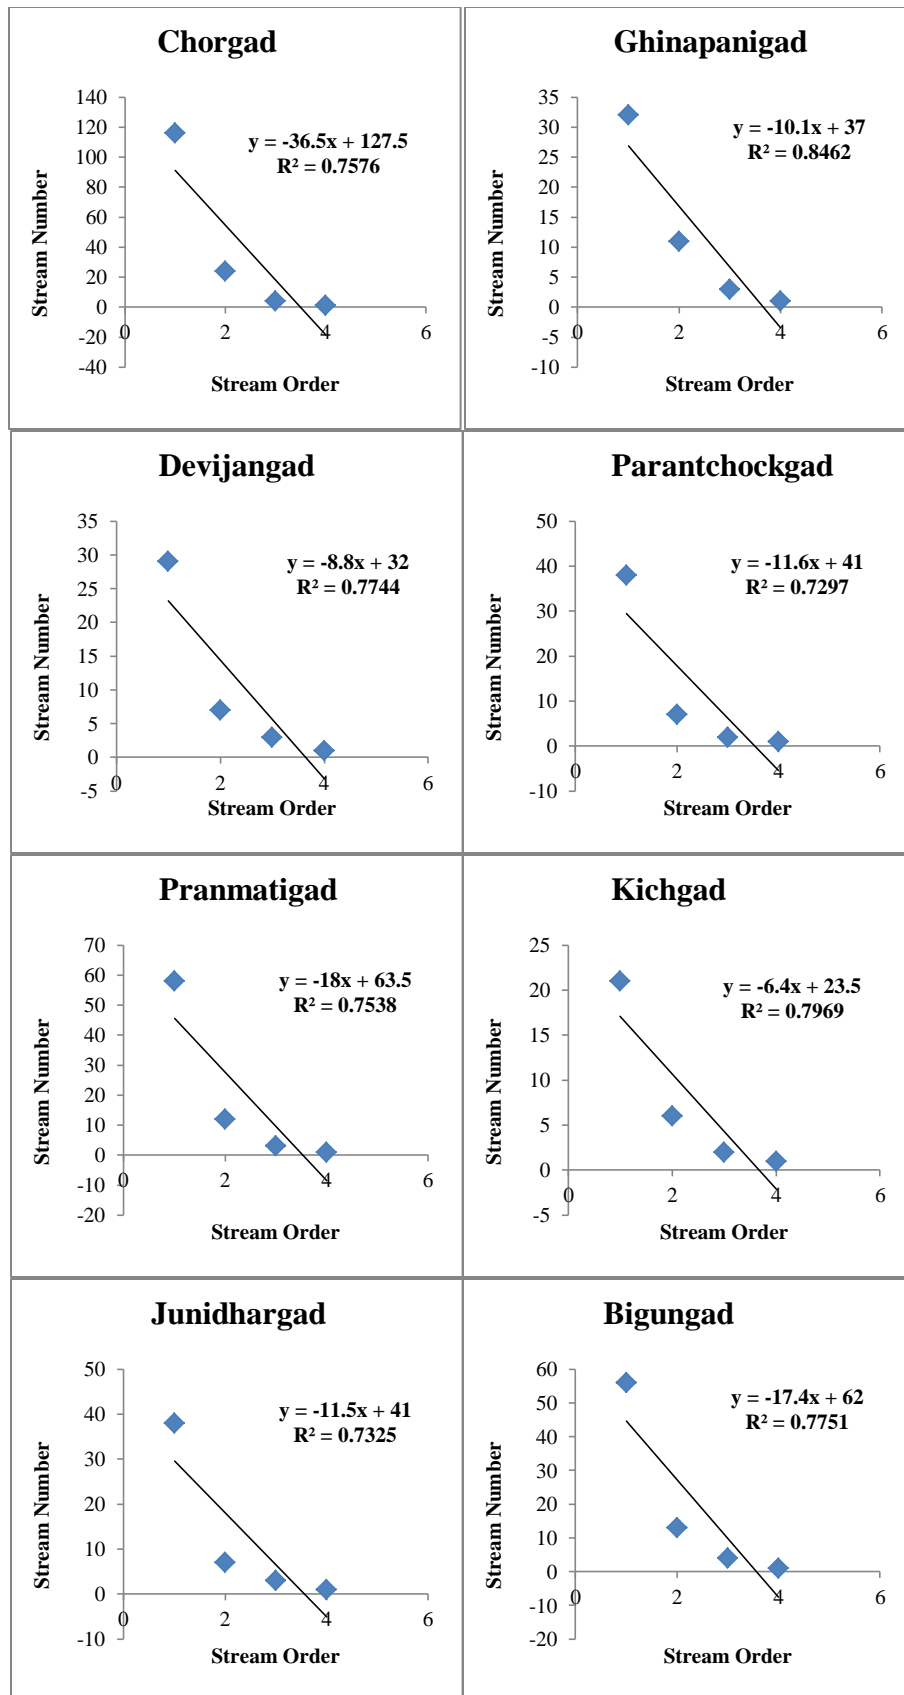 Chorgad
140
120
100
80
60
40
20
0
-20
-40
0
2
4
6
y = -36.5x + 127.5
R² = 0.7576
Stream Number
Stream Order
Ghinapanigad
35
30
25
20
15
10
5
0
-5
-10
0
2
4
6
y = -10.1x + 37
R² = 0.8462
Stream Number
Stream Order
Devijangad
35
30
25
20
15
10
5
0
-5
0
2
4
6
y = -8.8x + 32
R² = 0.7744
Stream Number
Stream Order
Parantchockgad
50
40
30
20
10
0
-10
0
2
4
6
y = -11.6x + 41
R² = 0.7297
Stream Number
Stream Order
Pranmatigad
70
60
50
40
30
20
10
0
-10
-20
0
2
4
6
y = -18x + 63.5
R² = 0.7538
Stream Number
Stream Order
Kichgad
25
20
15
10
5
0
-5
0
2
4
6
y = -6.4x + 23.5
R² = 0.7969
Stream Number
Stream Order
Junidhargad
50
40
30
20
10
0
-10
0
2
4
6
y = -11.5x + 41
R² = 0.7325
Stream Number
Stream Order
Bigungad
60
50
40
30
20
10
0
-10
-20
0
2
4
6
y = -17.4x + 62
R² = 0.7751
Stream Number
Stream Order